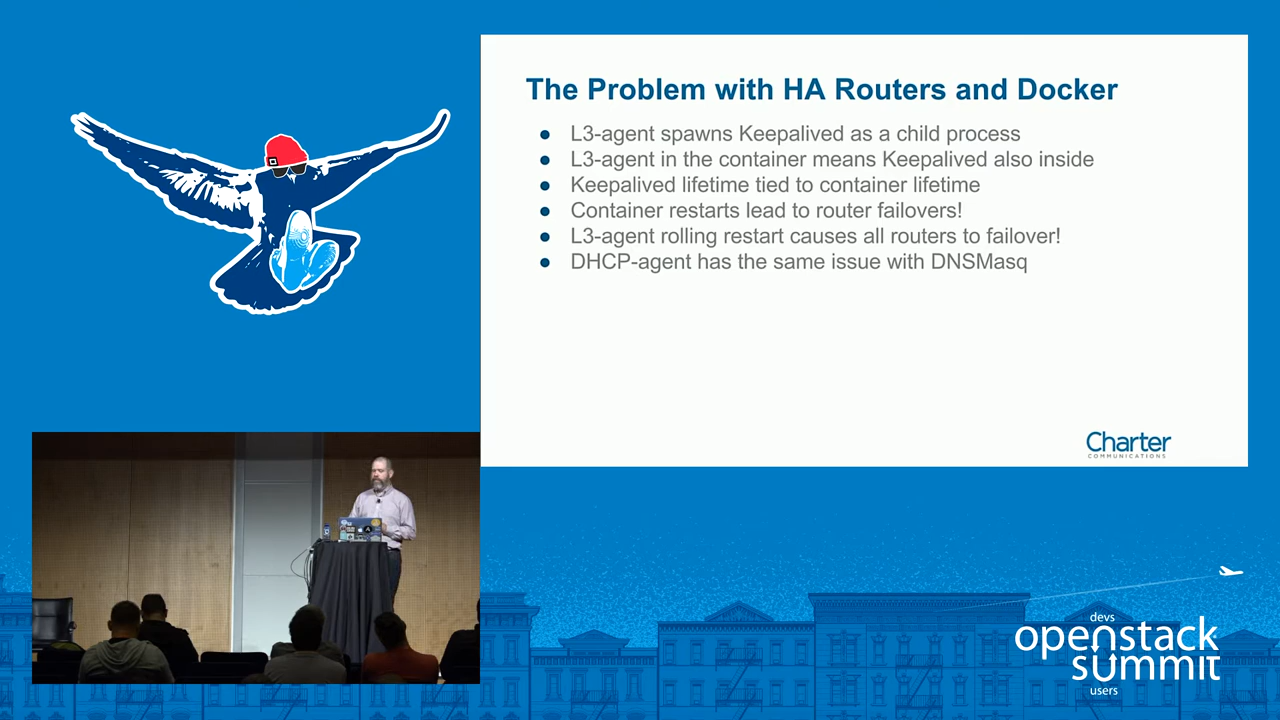 The Problem with HA Routers and Docker
● L3-agent spawns Keepalived as a child process
● L3-agent in the container means Keepalived also inside
● Keepalived lifetime tied to container lifetime
● Container restarts lead to router failovers!
● L3-agent rolling restart causes all routers to failover!
● DHCP-agent has the same issue with DNSMasq
Charter
COMMUNICATIONS
devs
openstack
summit
users